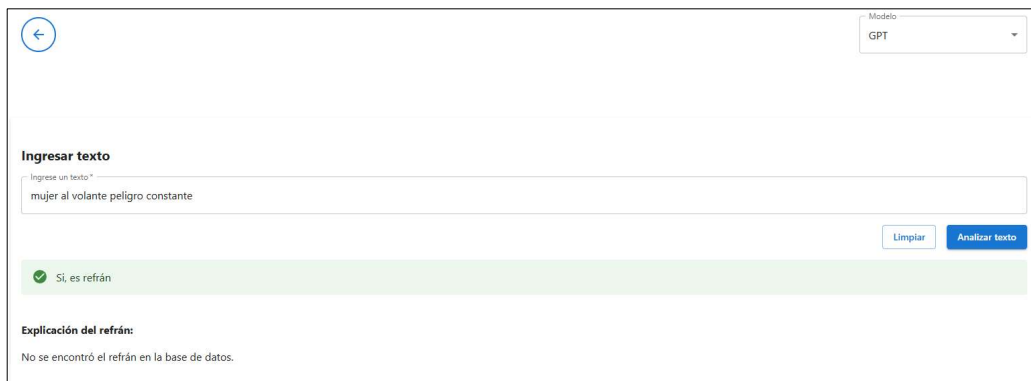 Modelo
GPT
Ingresar texto
Ingrese un texto *
mujer al volante peligro constante
Limpiar
Analizar texto
Si, es refrán
Explicación del refrán:
No se encontró el refrán en la base de datos.